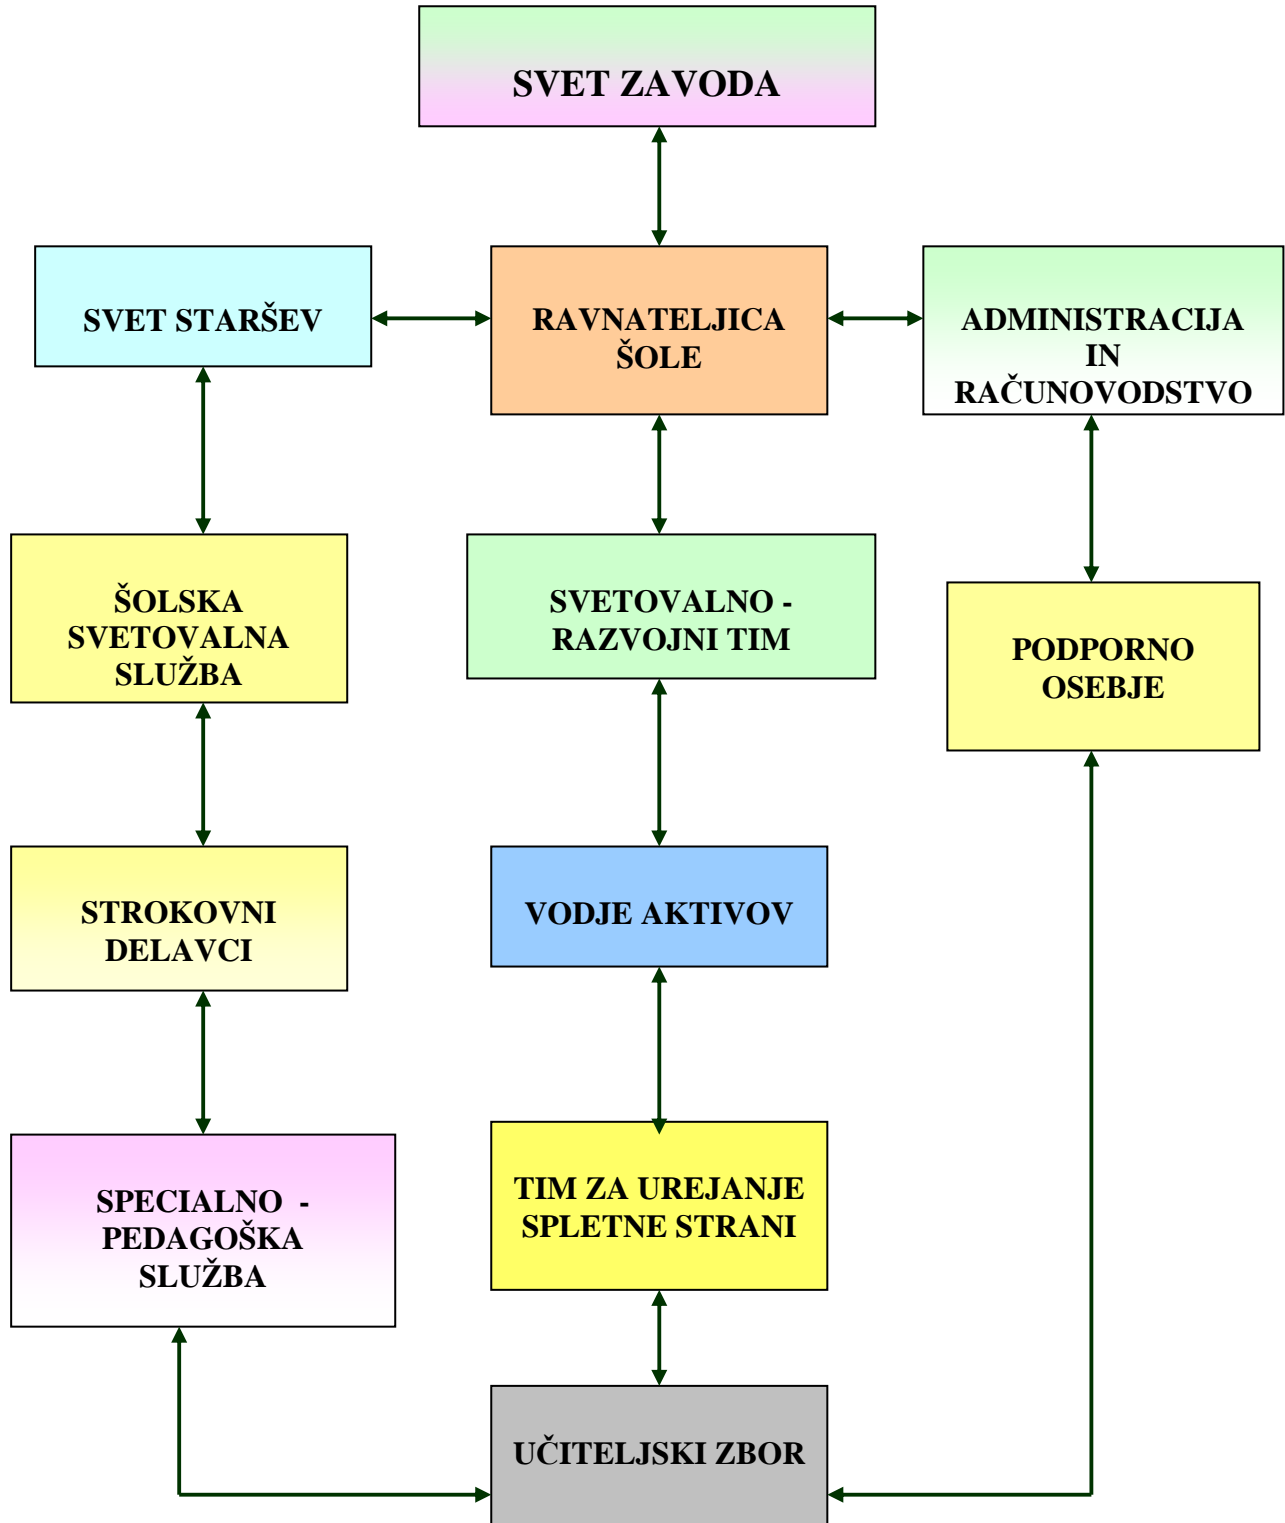 SVET ZAVODA
SVET STARŠEV
RAVNATELJICA
ŠOLE
ADMINISTRACIJA
IN
RAČUNOVODSTVO
ŠOLSKA
SVETOVALNA
SLUŽBA
SVETOVALNO -
RAZVOJNI TIM
PODPORNO
OSEBJE
STROKOVNI
DELAVCI
VODJE AKTIVOV
SPECIALNO -
PEDAGOŠKA
SLUŽBA
TIM ZA UREJANJE
SPLETNE STRANI
UČITELJSKI ZBOR